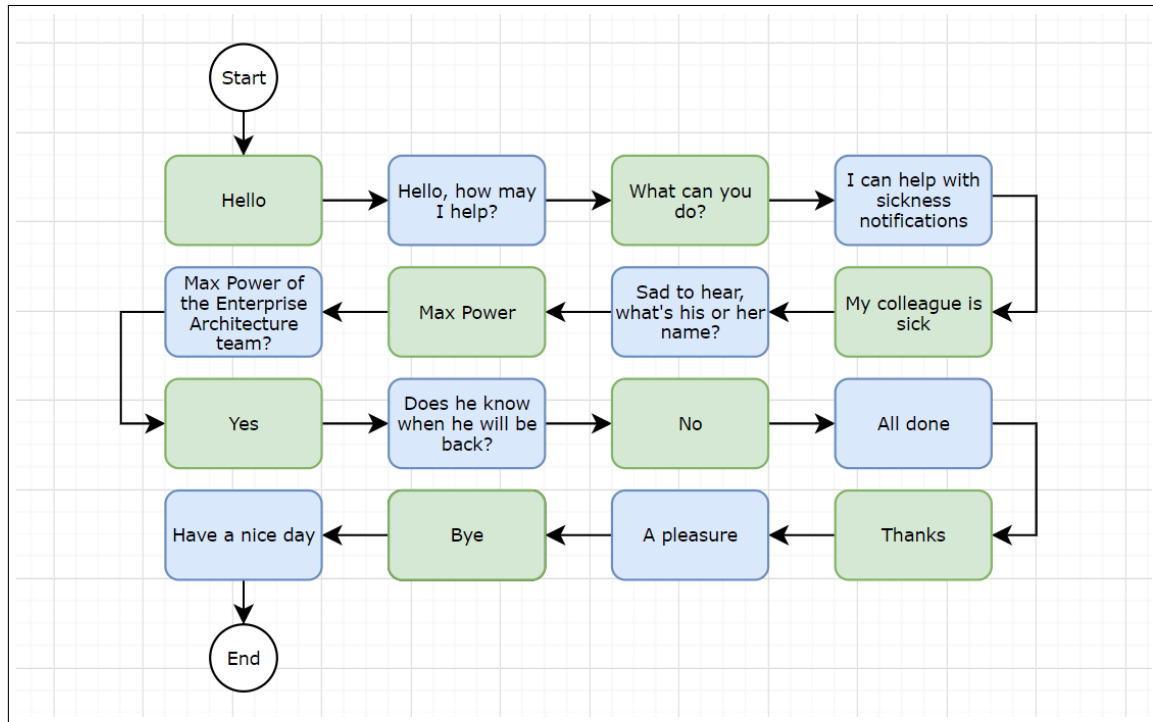 Start
Hello
Hello, how may
I help?
What can you
do?
I can help with
sickness
notifications
My colleague is
sick
Sad to hear,
what's his or her
name?
Max Power
Max Power of
the Enterprise
Architecture
team?
Yes
Does he know
when he will be
back?
No
All done
Thanks
A pleasure
Bye
Have a nice day
End